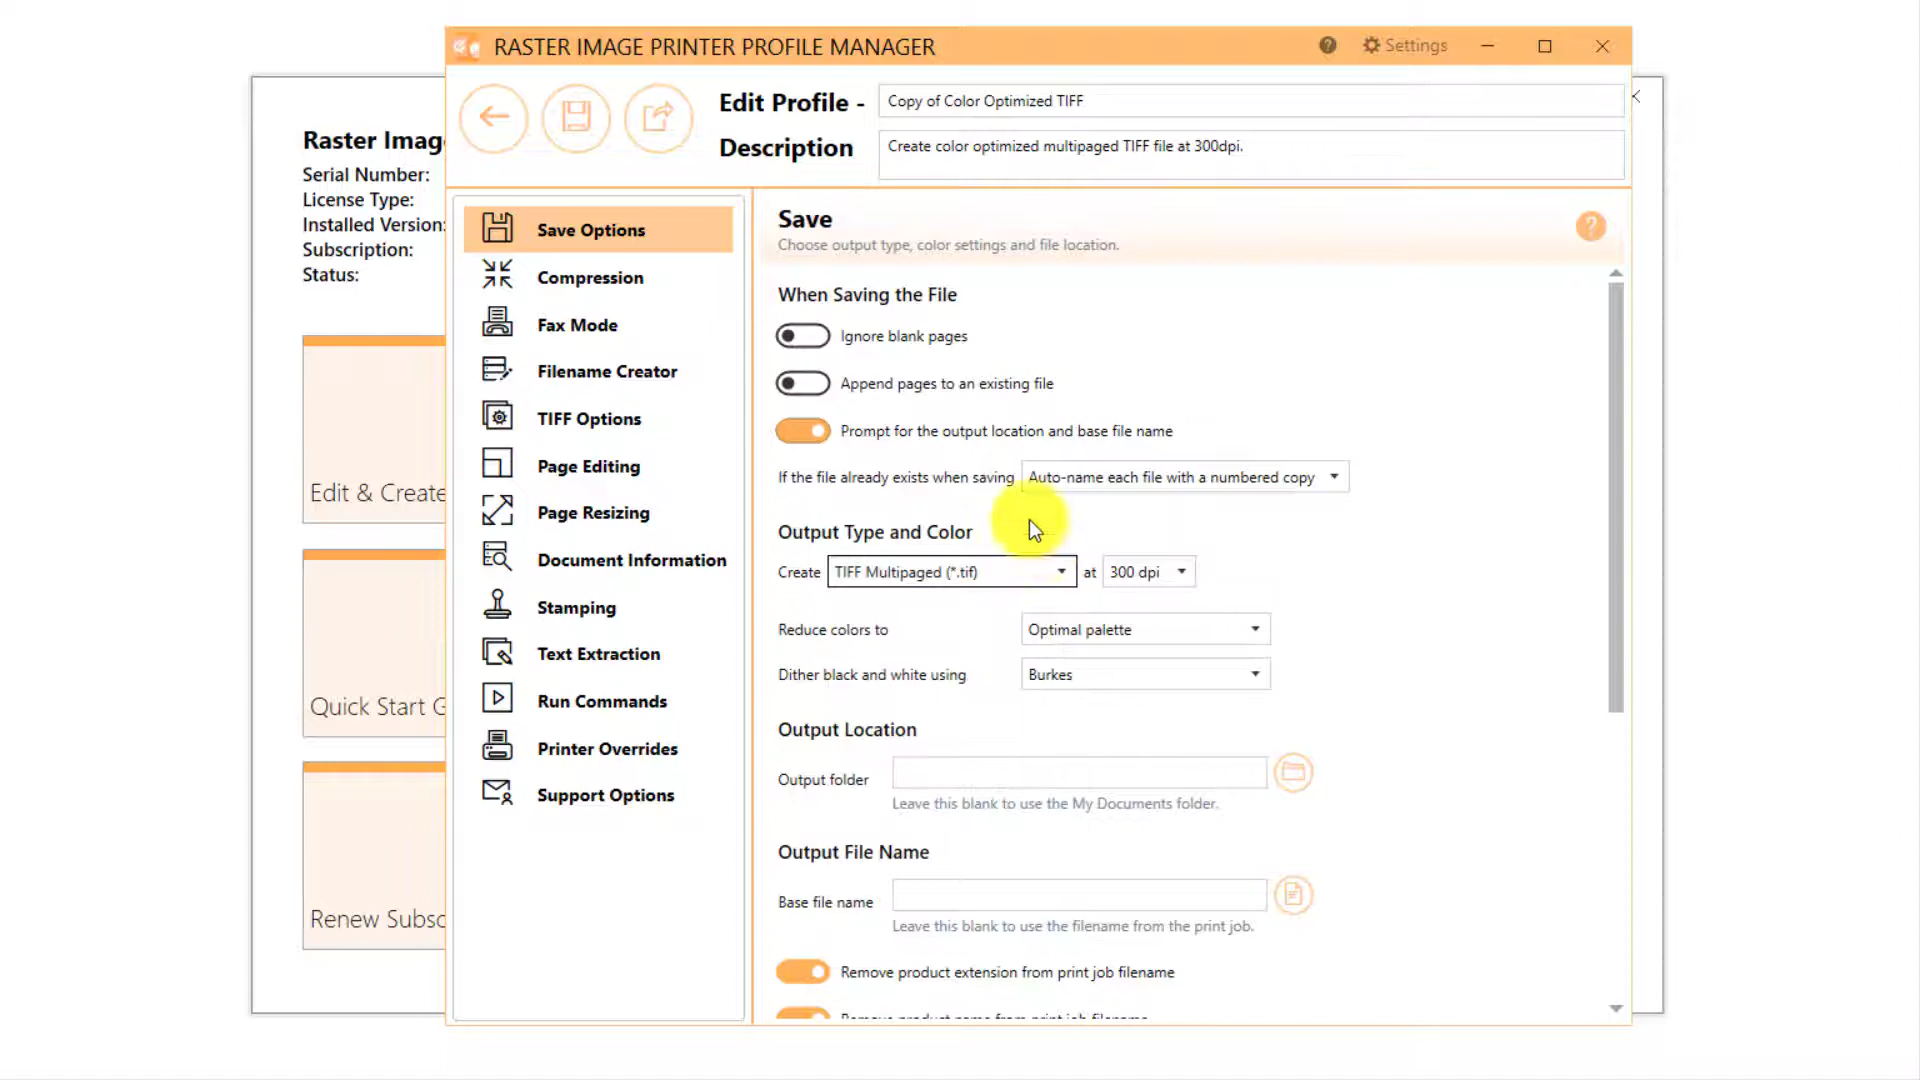 RASTER IMAGE PRINTER PROFILE MANAGER
Settings
Edit Profile -
Copy of Color Optimized TIFF
Description
Create color optimized multipaged TIFF file at 300dpi.
Raster Imag
Serial Number:
License Type:
Installed Version:
Subscription:
Status:
Edit & Create
Quick Start G
Renew Subsc
Save Options
Compression
Fax Mode
Filename Creator
TIFF Options
Page Editing
Page Resizing
Document Information
Stamping
Text Extraction
Run Commands
Printer Overrides
Support Options
Save
Choose output type, color settings and file location.
When Saving the File
Ignore blank pages
Append pages to an existing file
Prompt for the output location and base file name
If the file already exists when saving Auto-name each file with a numbered copy
Output Type and Color
Create TIFF Multipaged (*.tif) at 300 dpi
Reduce colors to Optimal palette
Dither black and white using Burkes
Output Location
Output folder
Leave this blank to use the My Documents folder.
Output File Name
Base file name
Leave this blank to use the filename from the print job.
Remove product extension from print job filename
Remove product name from print job filename